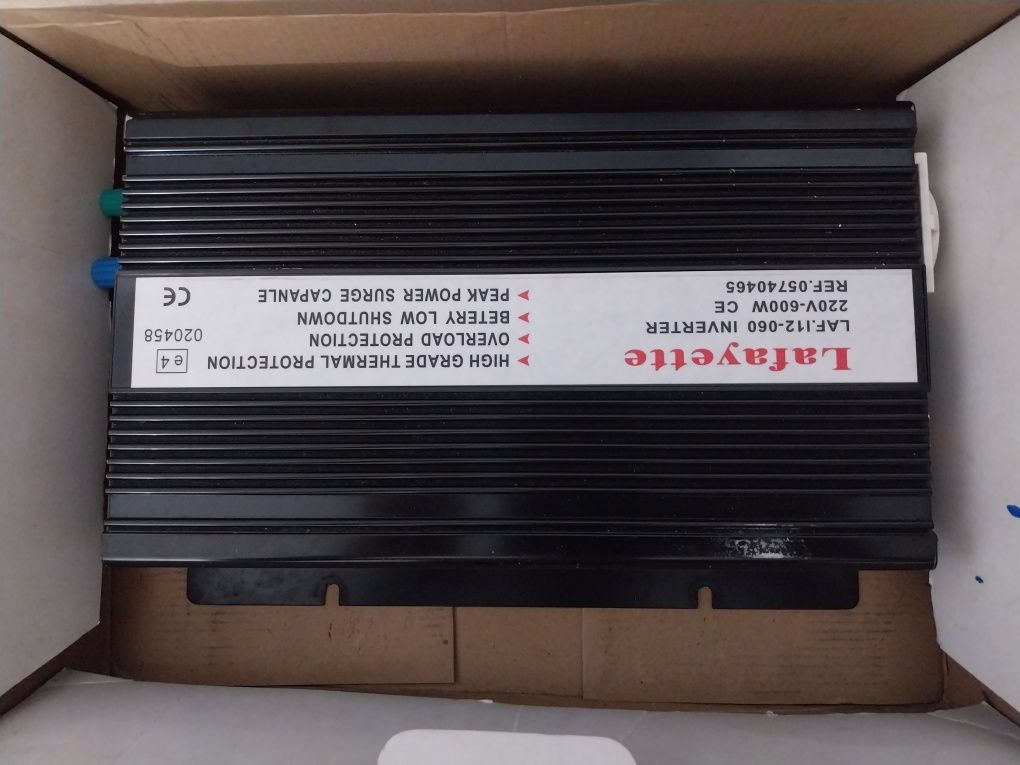 Lafayette
LAF.I12-060 INVERTER
220V-600W CE
REF.05740465
➤ HIGH GRADE THERMAL PROTECTION
➤ OVERLOAD PROTECTION
➤ BETERY LOW SHUTDOWN
➤ PEAK POWER SURGE CAPANLE
e4
020458
CE